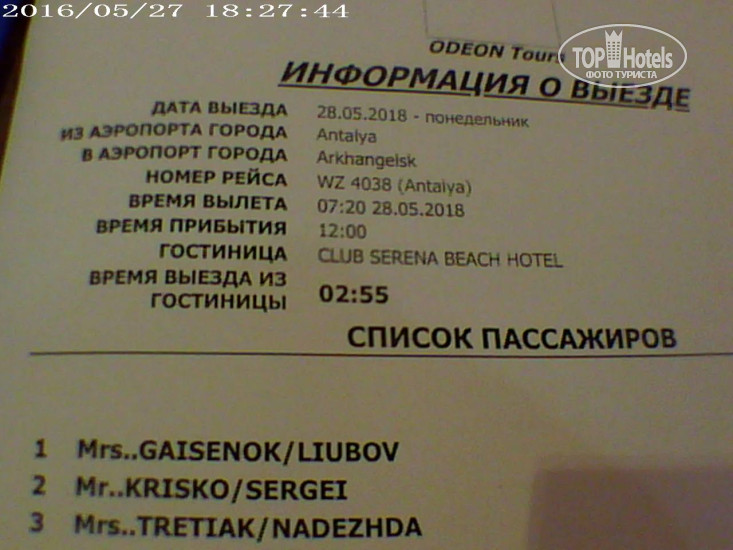 2016/05/27 18:27:44
TOP Hotels
ФОТО ТУРИСТА
ODEON Tours
ИНФОРМАЦИЯ О ВЫЕЗДЕ
ДАТА ВЫЕЗДА 28.05.2018 - понедельник
ИЗ АЭРОПОРТА ГОРОДА Antalya
В АЭРОПОРТ ГОРОДА Arkhangelsk
НОМЕР РЕЙСА WZ 4038 (Antalya)
ВРЕМЯ ВЫЛЕТА 07:20 28.05.2018
ВРЕМЯ ПРИБЫТИЯ 12:00
ГОСТИНИЦА CLUB SERENA BEACH HOTEL
ВРЕМЯ ВЫЕЗДА ИЗ
ГОСТИНИЦЫ 02:55
СПИСОК ПАССАЖИРОВ
1 Mrs..GAISENOK/LIUBOV
2 Mr..KRISKO/SERGEI
3 Mrs..TRETIAK/NADEZHDA